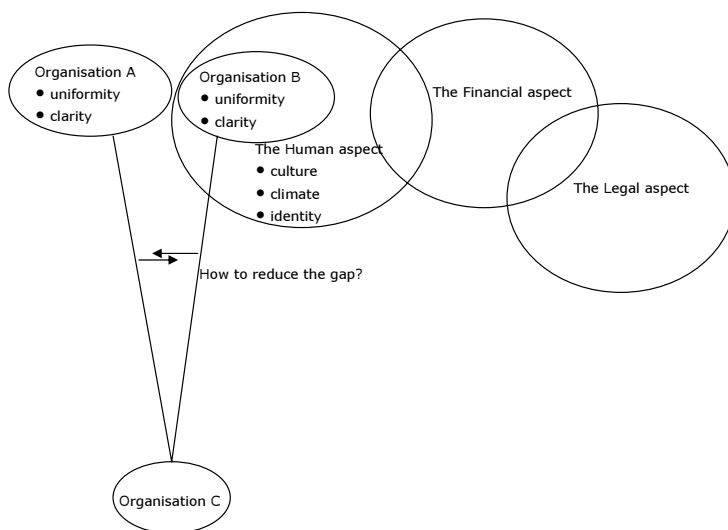 Organisation A
• uniformity
• clarity
Organisation B
• uniformity
• clarity
The Human aspect
• culture
• climate
• identity
The Financial aspect
The Legal aspect
How to reduce the gap?
Organisation C